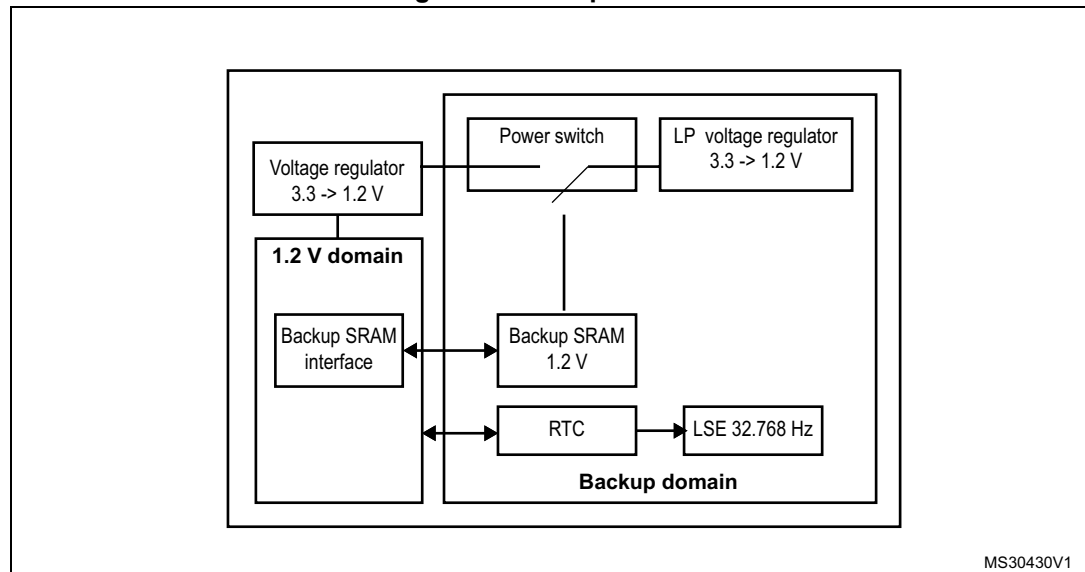 Power switch
LP voltage regulator
3.3 -> 1.2 V
Voltage regulator
3.3 -> 1.2 V
1.2 V domain
Backup SRAM
interface
Backup SRAM
1.2 V
RTC
LSE 32.768 Hz
Backup domain
MS30430V1